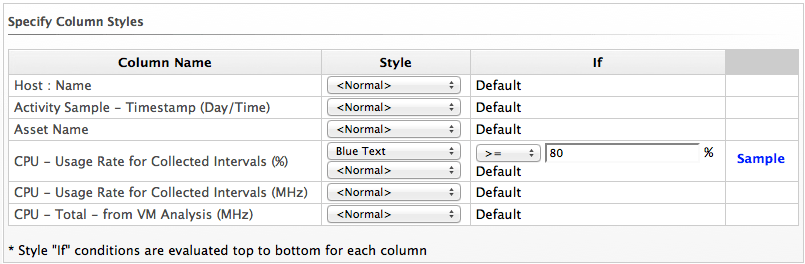 Specify Column Styles
Column Name Style If
Host : Name <Normal> Default
Activity Sample – Timestamp (Day/Time) <Normal> Default
Asset Name <Normal> Default
CPU – Usage Rate for Collected Intervals (%) Blue Text >= 80 % Sample
<Normal> Default
CPU – Usage Rate for Collected Intervals (MHz) <Normal> Default
CPU – Total – from VM Analysis (MHz) <Normal> Default
* Style "If" conditions are evaluated top to bottom for each column